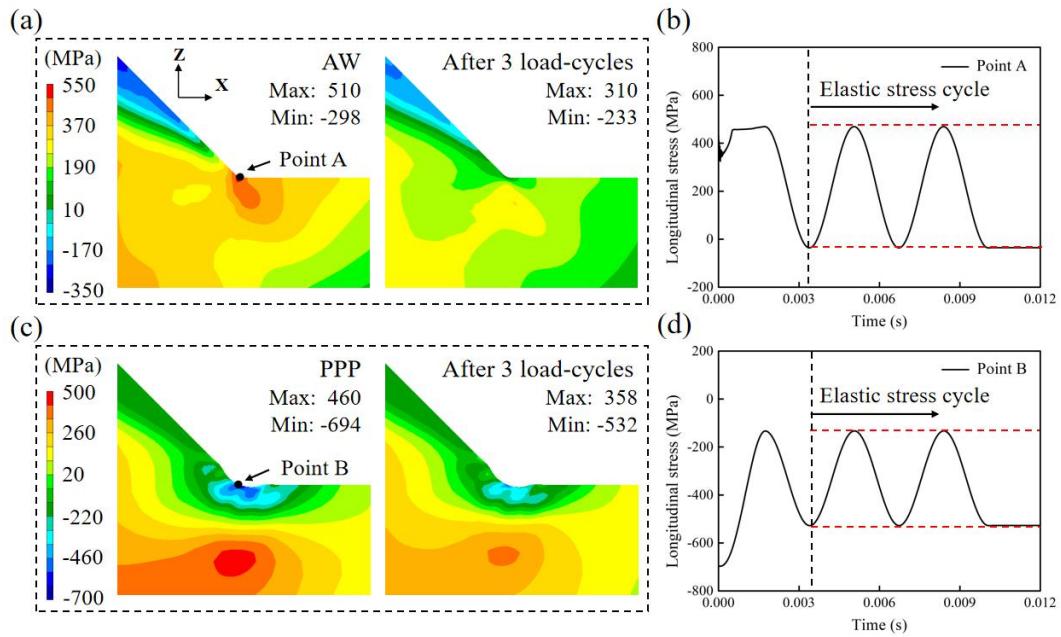 (a)
(MPa)
550
370
190
10
-170
-350
Z
X
AW
Max: 510
Min: -298
Point A
After 3 load-cycles
Max: 310
Min: -233
(b)
Longitudinal stress (MPa)
800
600
400
200
0
-200
Point A
Elastic stress cycle
0.000 0.003 0.006 0.009 0.012
Time (s)
(c)
(MPa)
500
260
20
-220
-460
-700
PPP
Max: 460
Min: -694
Point B
After 3 load-cycles
Max: 358
Min: -532
(d)
Longitudinal stress (MPa)
200
0
-200
-400
-600
-800
Point B
Elastic stress cycle
0.000 0.003 0.006 0.009 0.012
Time (s)